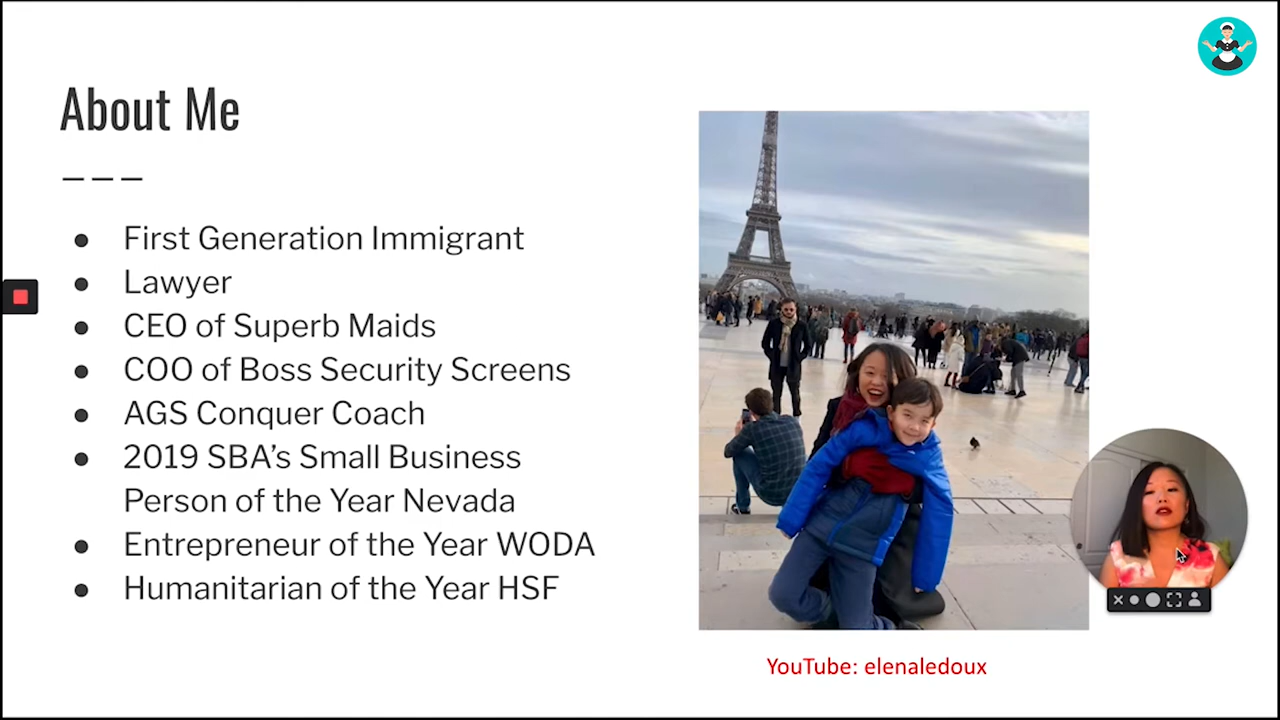 About Me
First Generation Immigrant
Lawyer
CEO of Superb Maids
COO of Boss Security Screens
AGS Conquer Coach
2019 SBA’s Small Business
Person of the Year Nevada
Entrepreneur of the Year WODA
Humanitarian of the Year HSF
YouTube: elenaledoux